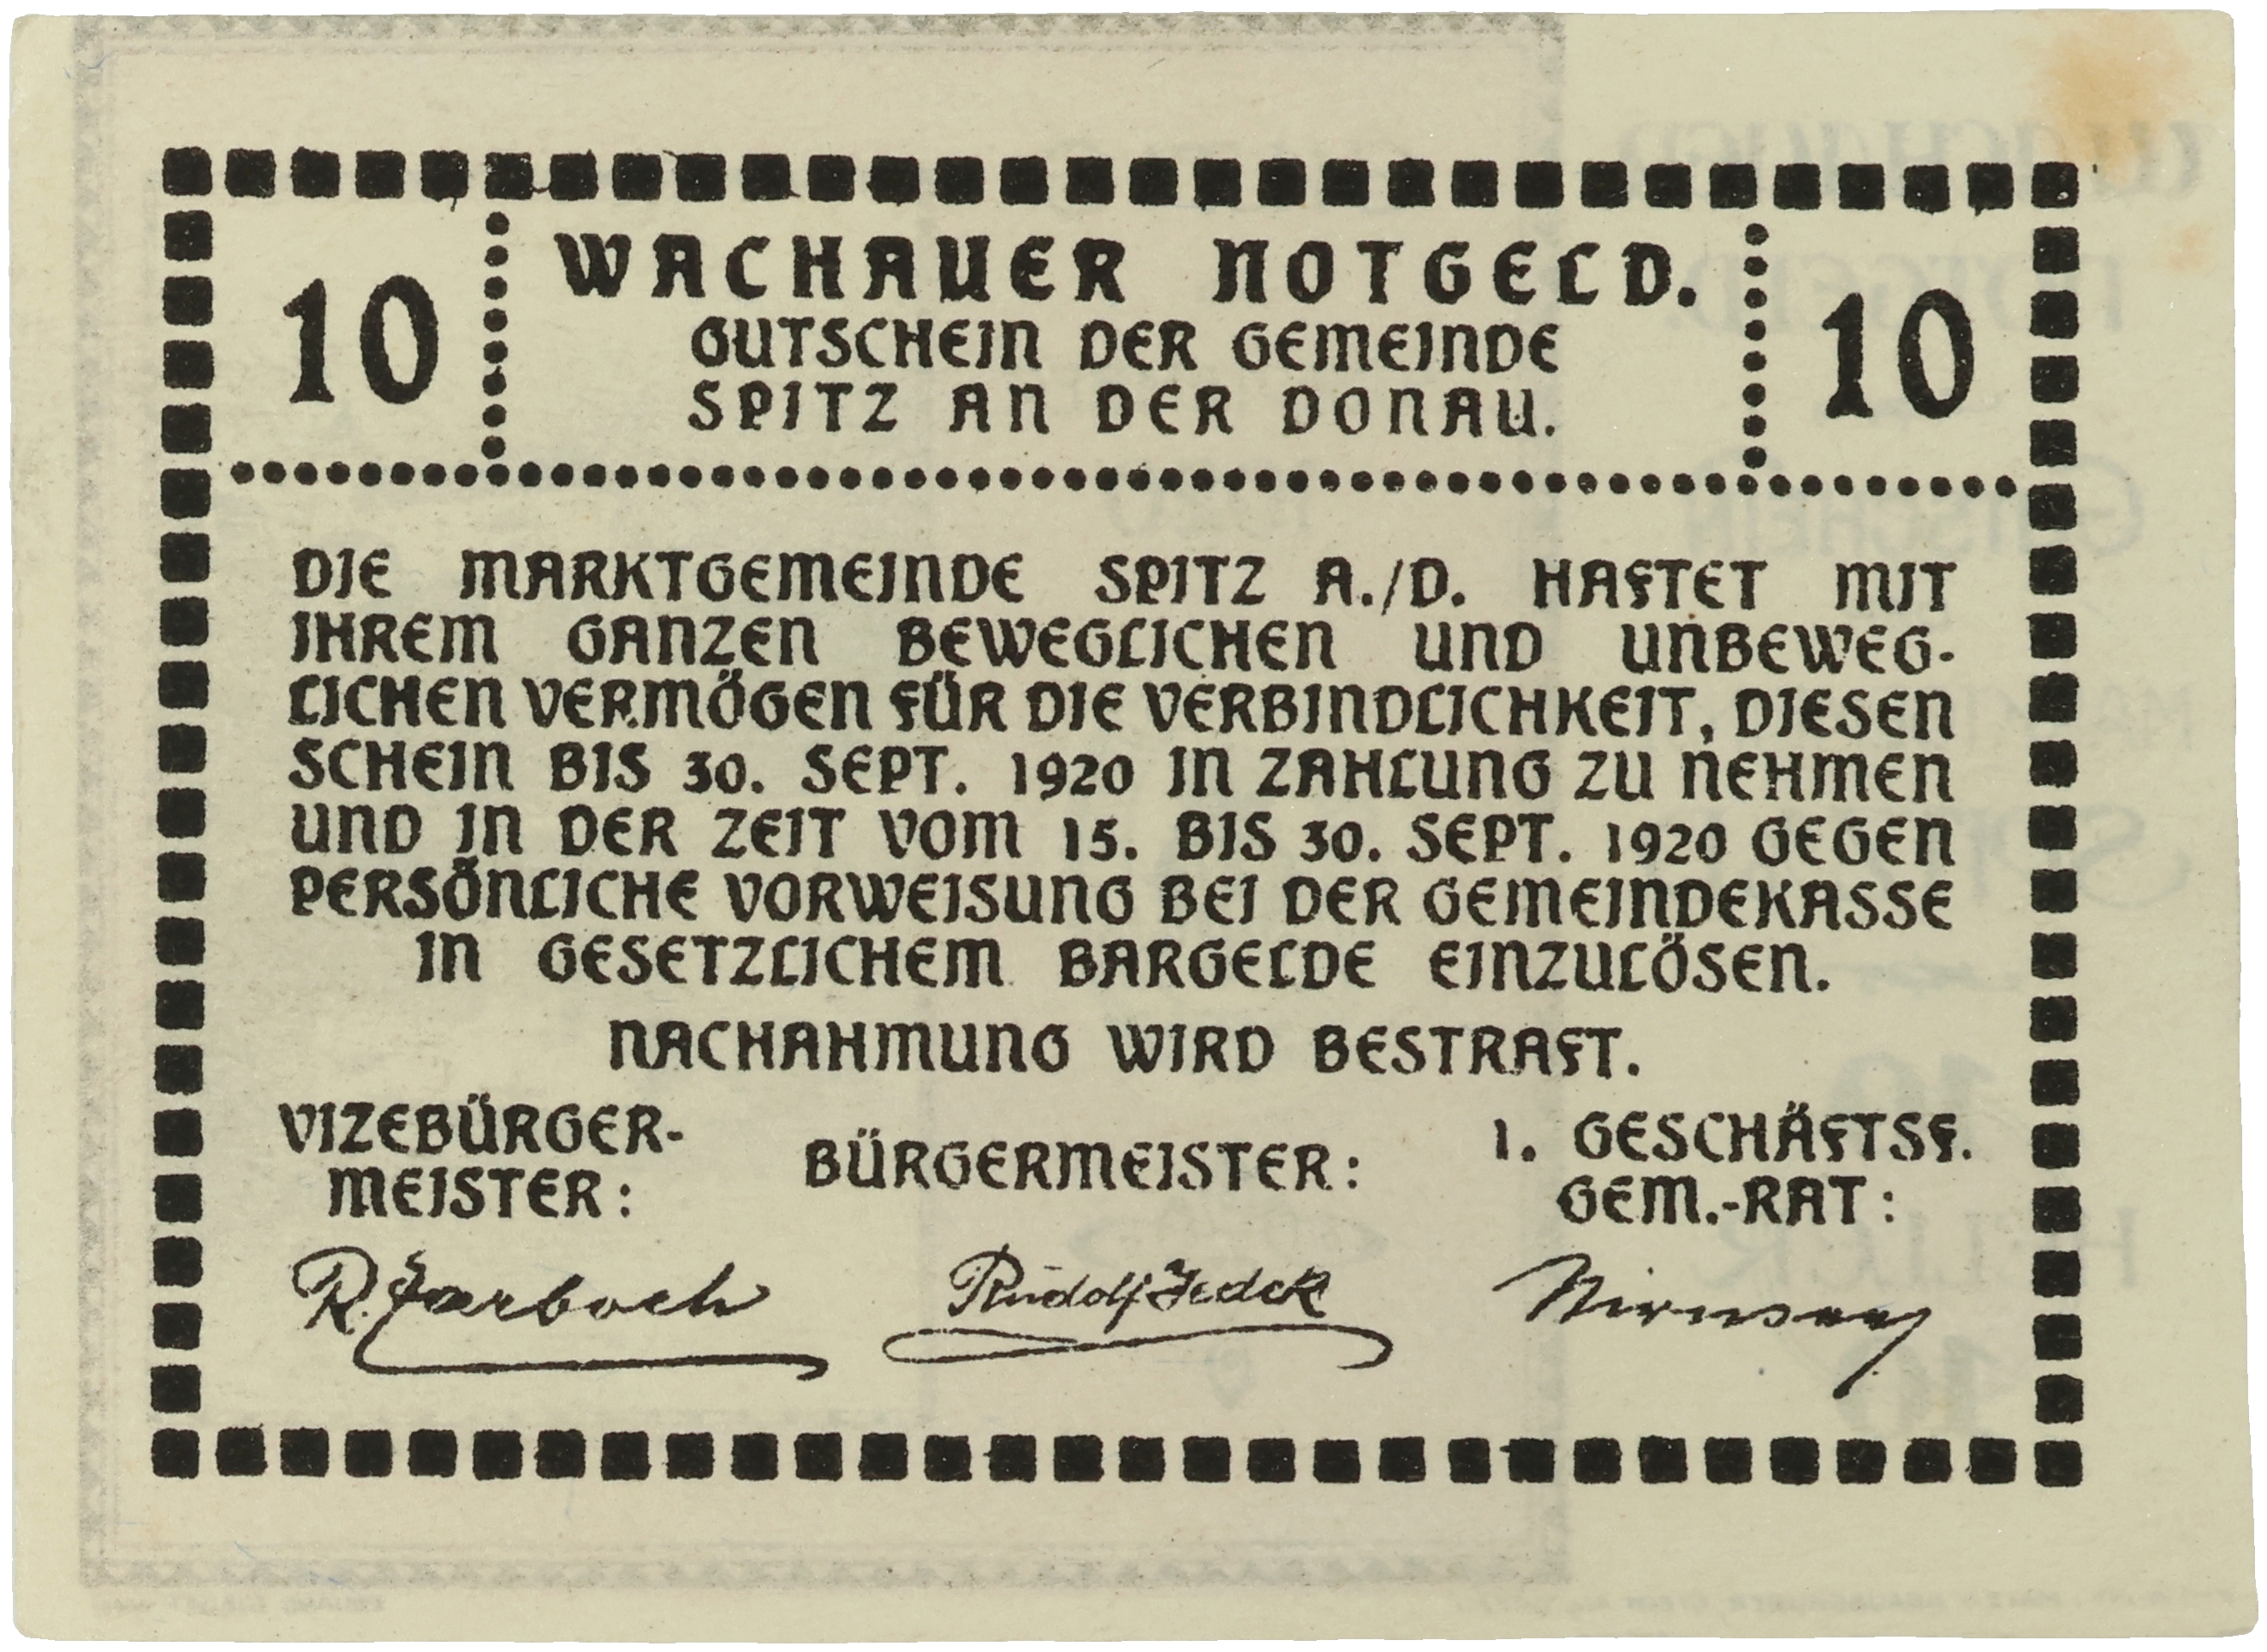 10 WACHAUER NOTGELD. 10
GUTSCHEIN DER GEMEINDE
SPITZ AN DER DONAU.
DIE MARKTGEMEINDE SPITZ A./D. HAFTET MIT
IHREM GANZEN BEWEGLICHEN UND UNBEWEG-
LICHEN VERMÖGEN FÜR DIE VERBINDLICHKEIT, DIESEN
SCHEIN BIS 30. SEPT. 1920 IN ZAHLUNG ZU NEHMEN
UND IN DER ZEIT VOM 15. BIS 30. SEPT. 1920 GEGEN
PERSÖNLICHE VORWEISUNG BEI DER GEMEINDEKASSE
IN GESETZLICHEM BARGELDE EINZULÖSEN.
NACHAHMUNG WIRD BESTRAFT.
VIZEBÜRGER-
MEISTER:
BÜRGERMEISTER:
1. GESCHÄFTSF.
GEM.-RAT:
R.
Rudolf